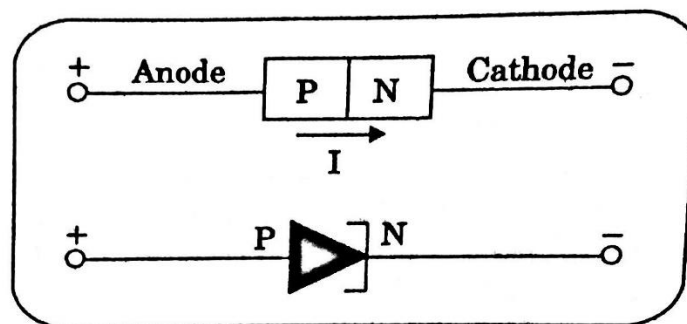 + Anode P N Cathode –
I
+ P N –